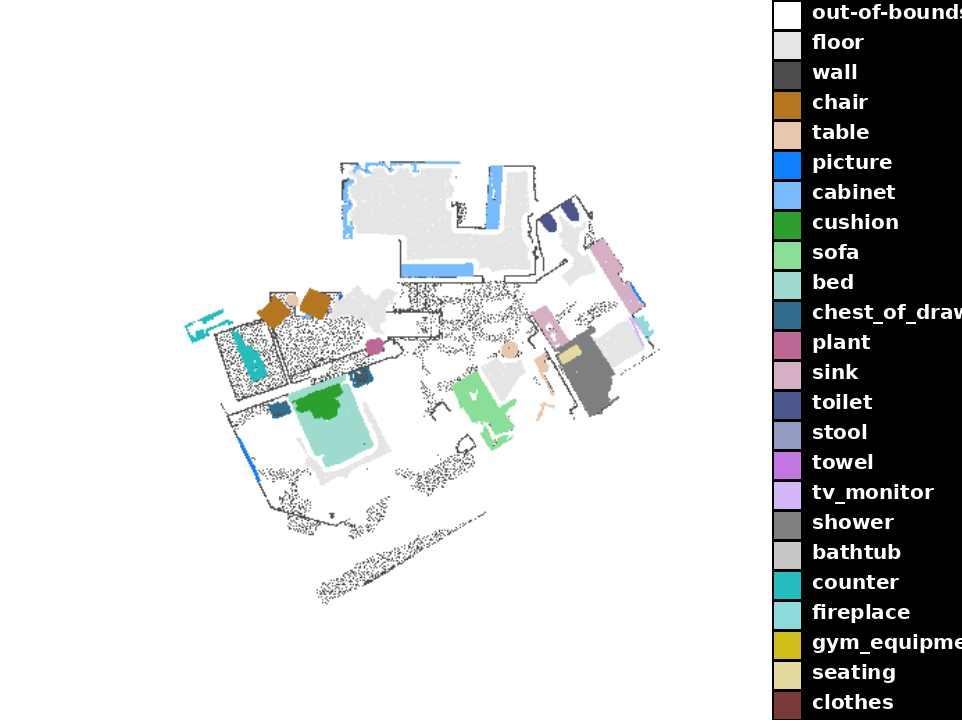 out-of-bounds
floor
wall
chair
table
picture
cabinet
cushion
sofa
bed
chest_of_draw
plant
sink
toilet
stool
towel
tv_monitor
shower
bathtub
counter
fireplace
gym_equipme
seating
clothes